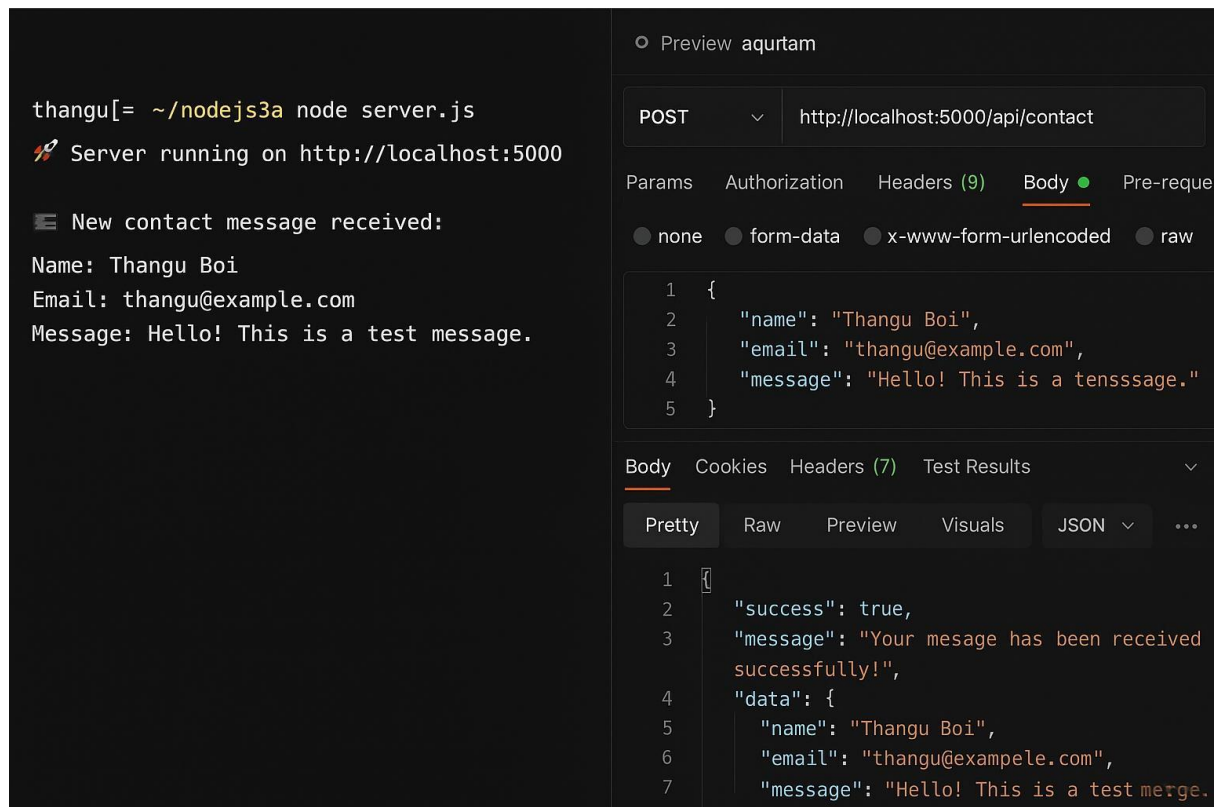 thangu[= ~/nodejs3a node server.js
🚀 Server running on http://localhost:5000
New contact message received:
Name: Thangu Boi
Email: thangu@example.com
Message: Hello! This is a test message.
Preview aqurtam
POST http://localhost:5000/api/contact
Params Authorization Headers (9) Body Pre-reque
none form-data x-www-form-urlencoded raw
1 {
2 "name": "Thangu Boi",
3 "email": "thangu@example.com",
4 "message": "Hello! This is a tensssage."
5 }
Body Cookies Headers (7) Test Results
Pretty Raw Preview Visuals JSON
1 {
2 "success": true,
3 "message": "Your mesage has been received
successfully!",
4 "data": {
5 "name": "Thangu Boi",
6 "email": "thangu@exampele.com",
7 "message": "Hello! This is a test merge.